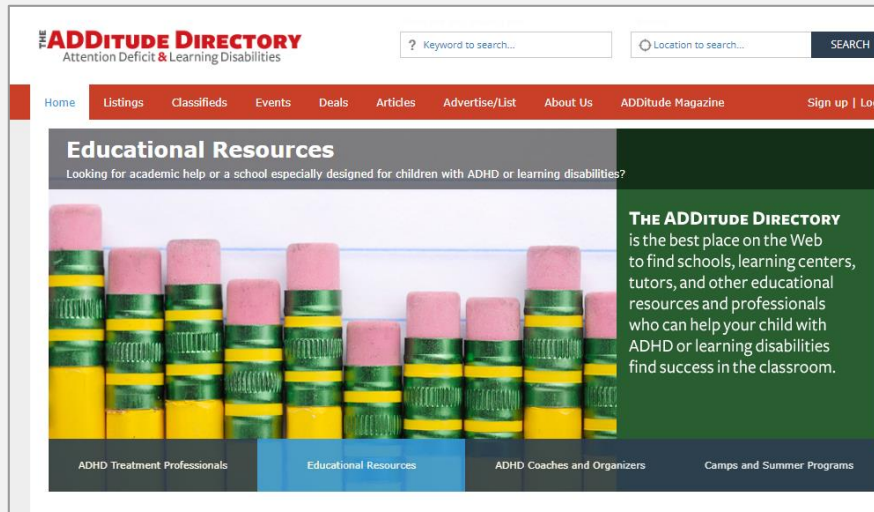 THE ADDITUDE DIRECTORY
Attention Deficit & Learning Disabilities
? Keyword to search...
Location to search...
SEARCH
Home Listings Classifieds Events Deals Articles Advertise/List About Us ADDitude Magazine Sign up | Lo
Educational Resources
Looking for academic help or a school especially designed for children with ADHD or learning disabilities?
THE ADDITUDE DIRECTORY
is the best place on the Web
to find schools, learning centers,
tutors, and other educational
resources and professionals
who can help your child with
ADHD or learning disabilities
find success in the classroom.
ADHD Treatment Professionals Educational Resources ADHD Coaches and Organizers Camps and Summer Programs